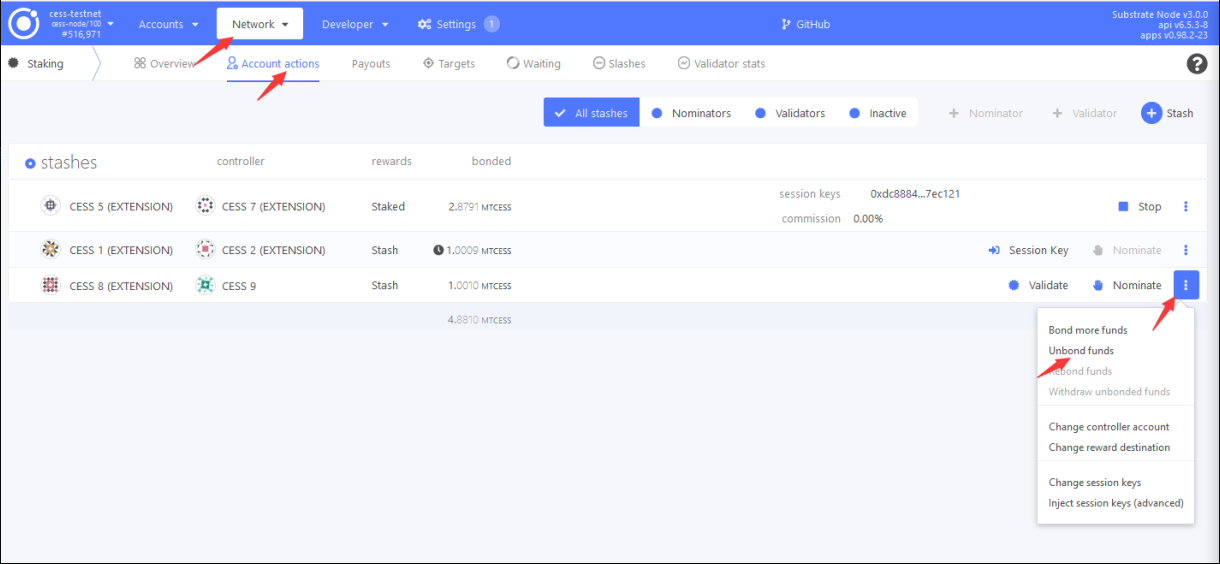 cess-testnet
cess-node/100
#516,971
Accounts
Network
Developer
Settings 1
GitHub
Substrate Node v3.0.0
api v6.5.3-8
apps v0.98.2-23
Staking
Overview
Account actions
Payouts
Targets
Waiting
Slashes
Validator stats
?
All stashes
Nominators
Validators
Inactive
+ Nominator
+ Validator
+ Stash
stashes controller rewards bonded
CESS 5 (EXTENSION) CESS 7 (EXTENSION) Staked 2.8791 MTCESS
session keys 0xdc8884...7ec121
commission 0.00%
Stop
CESS 1 (EXTENSION) CESS 2 (EXTENSION) Stash 1.0009 MTCESS Session Key Nominate
CESS 8 (EXTENSION) CESS 9 Stash 1.0010 MTCESS Validate Nominate
4.8810 MTCESS
Bond more funds
Unbond funds
Rebond funds
Withdraw unbonded funds
Change controller account
Change reward destination
Change session keys
Inject session keys (advanced)